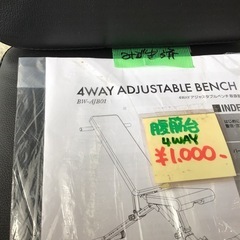 4WAY ADJUSTABLE BENCH
BW-AJB01
INDE
腹筋台
4WAY
¥1,000-